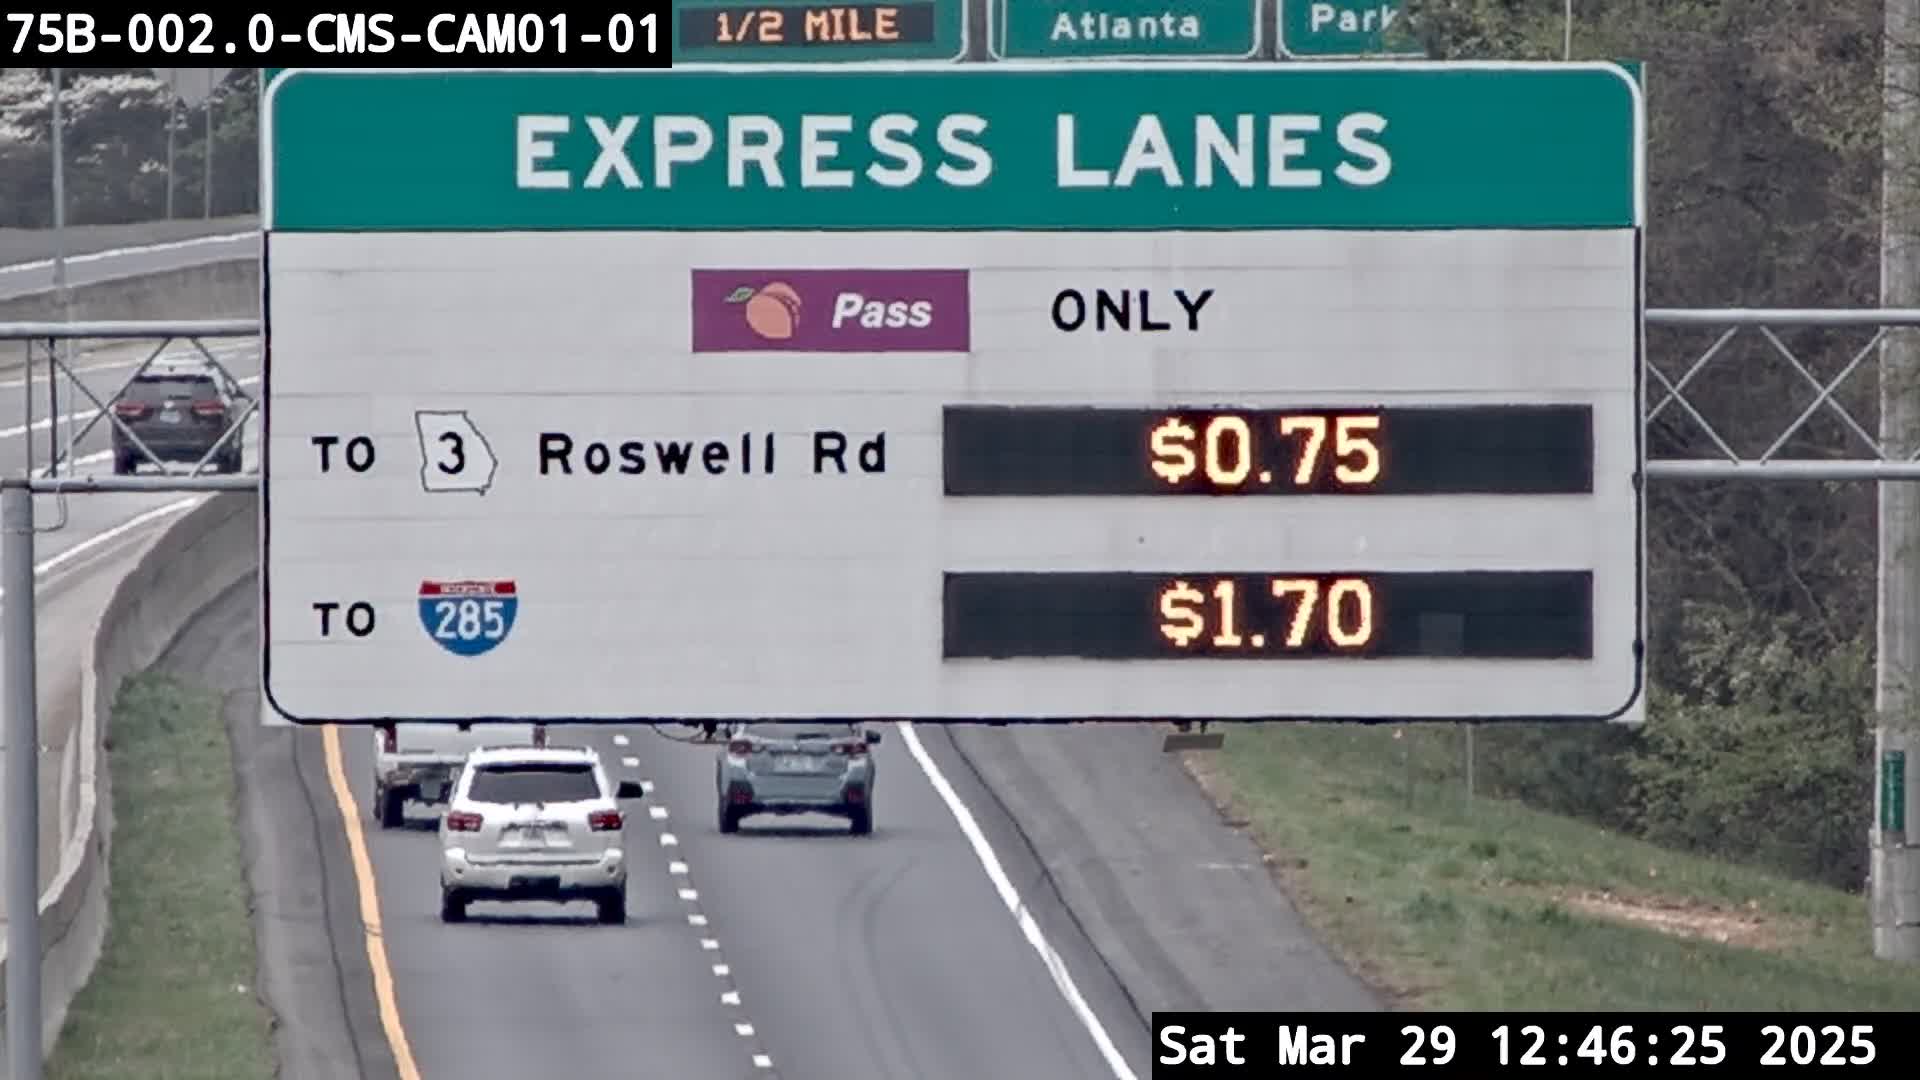 75B-002.0-CMS-CAM01-01
1/2 MILE
Atlanta
Park
EXPRESS LANES
Pass ONLY
TO 3 Roswell Rd $0.75
TO 285 $1.70
Sat Mar 29 12:46:25 2025